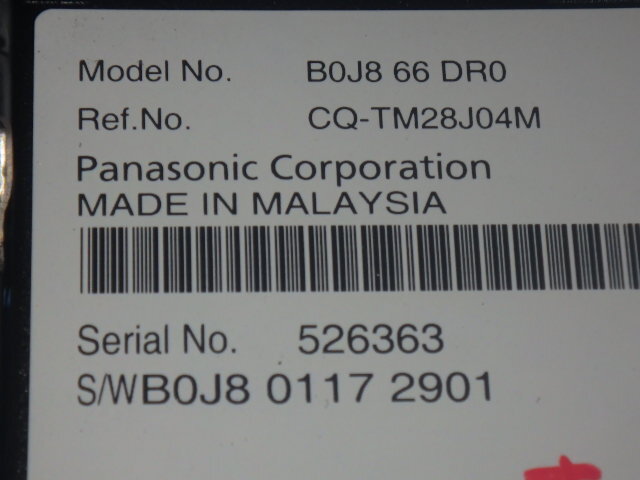 Model No. B0J8 66 DR0
Ref.No. CQ-TM28J04M
Panasonic Corporation
MADE IN MALAYSIA
Serial No. 526363
S/WB0J8 0117 2901